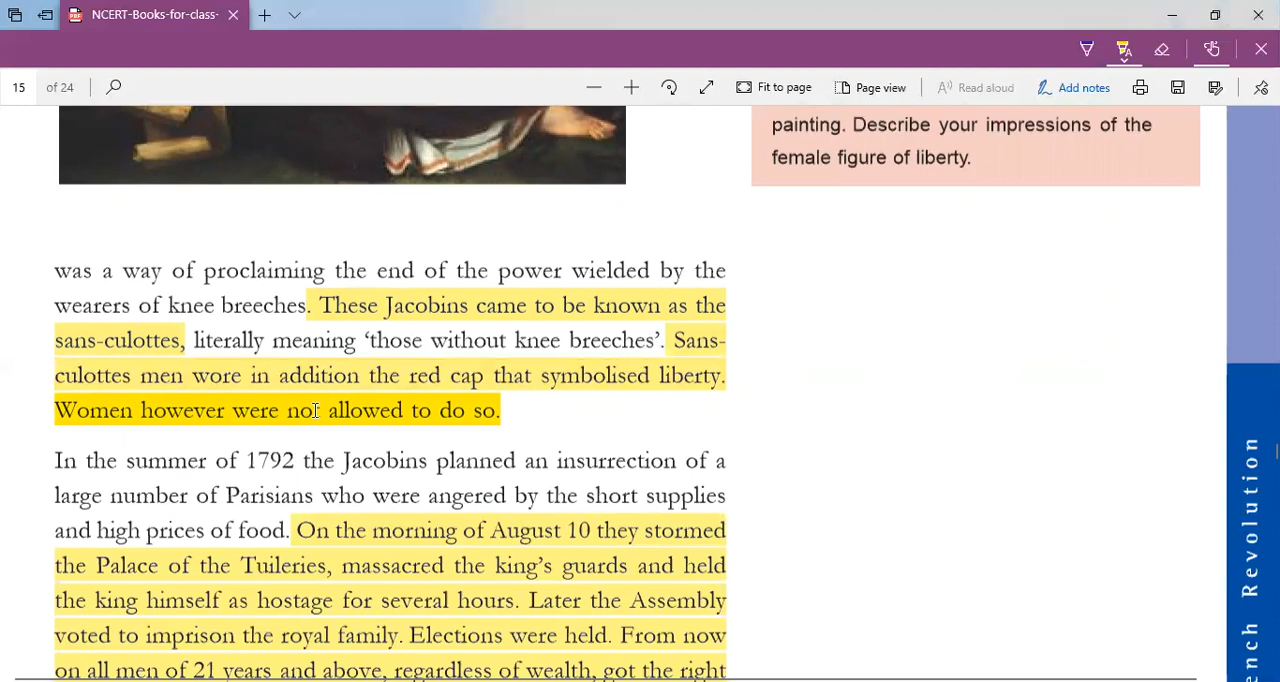 NCERT-Books-for-class-
15 of 24
Fit to page
Page view
Read aloud
Add notes
painting. Describe your impressions of the
female figure of liberty.
was a way of proclaiming the end of the power wielded by the
wearers of knee breeches. These Jacobins came to be known as the
sans-culottes, literally meaning ‘those without knee breeches’. Sans-
culottes men wore in addition the red cap that symbolised liberty.
Women however were not allowed to do so.
In the summer of 1792 the Jacobins planned an insurrection of a
large number of Parisians who were angered by the short supplies
and high prices of food. On the morning of August 10 they stormed
the Palace of the Tuileries, massacred the king’s guards and held
the king himself as hostage for several hours. Later the Assembly
voted to imprison the royal family. Elections were held. From now
on all men of 21 years and above, regardless of wealth, got the right
ench Revolution